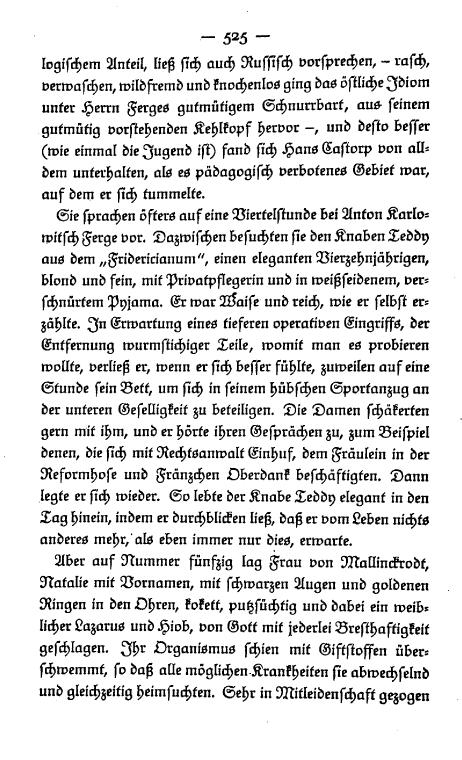 — 525 —
logischem Anteil, ließ sich auch Russisch vorsprechen, – rasch,
verwaschen, wildfremd und knochenlos ging das östliche Idiom
unter Herrn Ferges gutmütigem Schnurrbart, aus seinem
gutmütig vorstehenden Kehlkopf hervor –, und desto besser
(wie einmal die Jugend ist) fand sich Hans Castorp von all-
dem unterhalten, als es pädagogisch verbotenes Gebiet war,
auf dem er sich tummelte.
Sie sprachen öfters auf eine Viertelstunde bei Anton Karlo-
witsch Ferge vor. Dazwischen besuchten sie den Knaben Teddy
aus dem „Fridericianum“, einen eleganten Vierzehnjährigen,
blond und fein, mit Privatpflegerin und in weißseidenem, ver-
schnürtem Pyjama. Er war Waise und reich, wie er selbst er-
zählte. In Erwartung eines tieferen operativen Eingriffs, der
Entfernung wurmstichiger Teile, womit man es probieren
wollte, verließ er, wenn er sich besser fühlte, zuweilen auf eine
Stunde sein Bett, um sich in seinem hübschen Sportanzug an
der unteren Geselligkeit zu beteiligen. Die Damen schäkerten
gern mit ihm, und er hörte ihren Gesprächen zu, zum Beispiel
denen, die sich mit Rechtsanwalt Einhuf, dem Fräulein in der
Reformhose und Fränzchen Oberdank beschäftigten. Dann
legte er sich wieder. So lebte der Knabe Teddy elegant in den
Tag hinein, indem er durchblicken ließ, daß er vom Leben nichts
anderes mehr, als eben immer nur dies, erwarte.
Aber auf Nummer fünfzig lag Frau von Mallinckrodt,
Natalie mit Vornamen, mit schwarzen Augen und goldenen
Ringen in den Ohren, kokett, putzsüchtig und dabei ein weib-
licher Lazarus und Hiob, von Gott mit jederlei Bresthaftigkeit
geschlagen. Ihr Organismus schien mit Giftstoffen über-
schwemmt, so daß alle möglichen Krankheiten sie abwechselnd
und gleichzeitig heimsuchten. Sehr in Mitleidenschaft gezogen